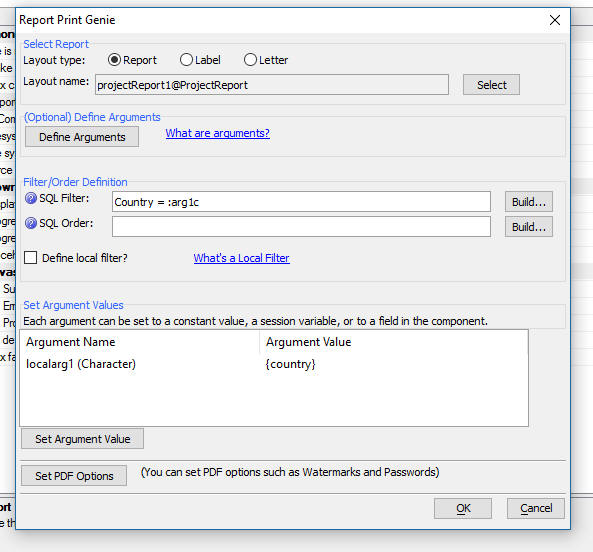 Report Print Genie
Select Report
Layout type: Report Label Letter
Layout name: projectReport1@ProjectReport Select
(Optional) Define Arguments
Define Arguments What are arguments?
Filter/Order Definition
SQL Filter: Country = :arg1c Build...
SQL Order: Build...
Define local filter? What's a Local Filter
Set Argument Values
Each argument can be set to a constant value, a session variable, or to a field in the component.
Argument Name Argument Value
localarg1 (Character) {country}
Set Argument Value
Set PDF Options (You can set PDF options such as Watermarks and Passwords)
OK Cancel